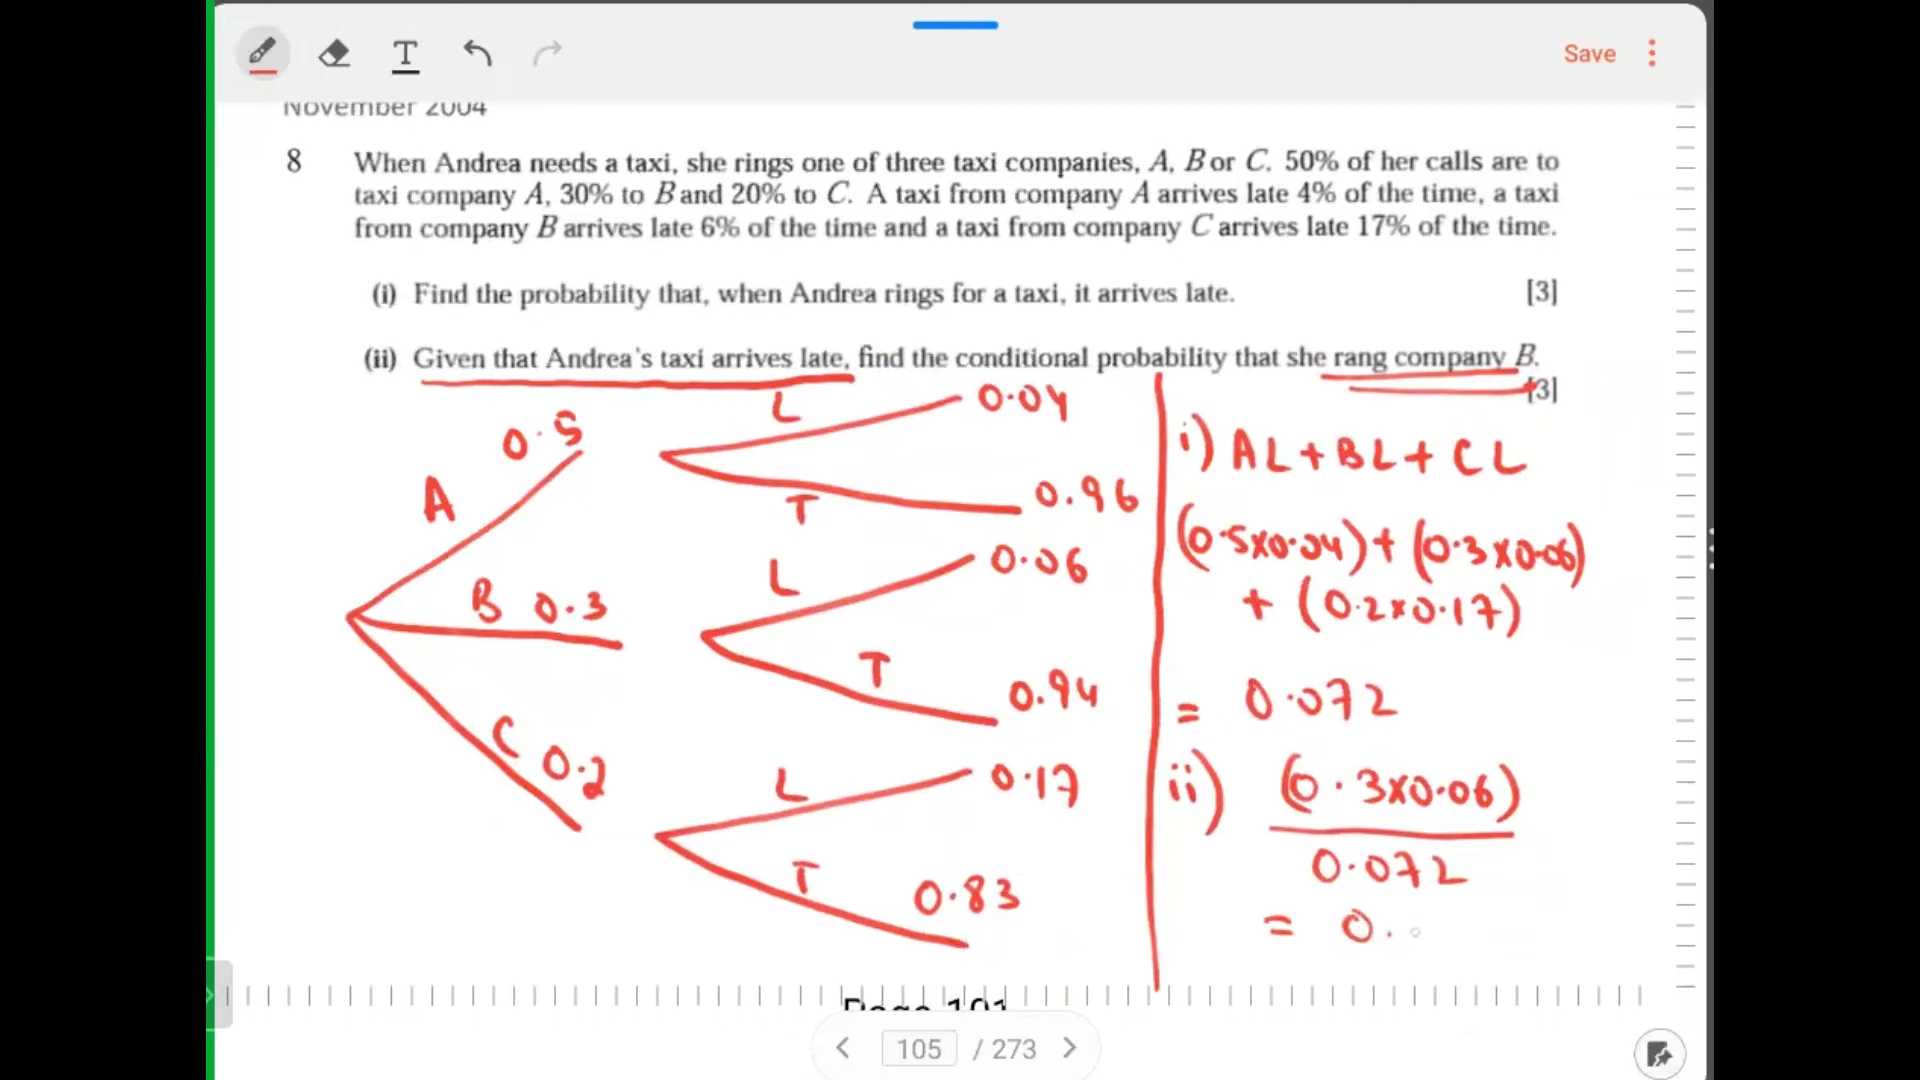 T
Save
November 2004
8 When Andrea needs a taxi, she rings one of three taxi companies, A, B or C. 50% of her calls are to
taxi company A, 30% to B and 20% to C. A taxi from company A arrives late 4% of the time, a taxi
from company B arrives late 6% of the time and a taxi from company C arrives late 17% of the time.
(i) Find the probability that, when Andrea rings for a taxi, it arrives late. [3]
(ii) Given that Andrea's taxi arrives late, find the conditional probability that she rang company B.
[3]
A 0.5
L 0.04
T 0.96
B 0.3
L 0.06
T 0.94
C 0.2
L 0.17
T 0.83
i) AL + BL + CL
(0.5x0.04) + (0.3x0.06)
+ (0.2x0.17)
= 0.072
ii) (0.3x0.06)
0.072
= 0.
Page 101
105 / 273